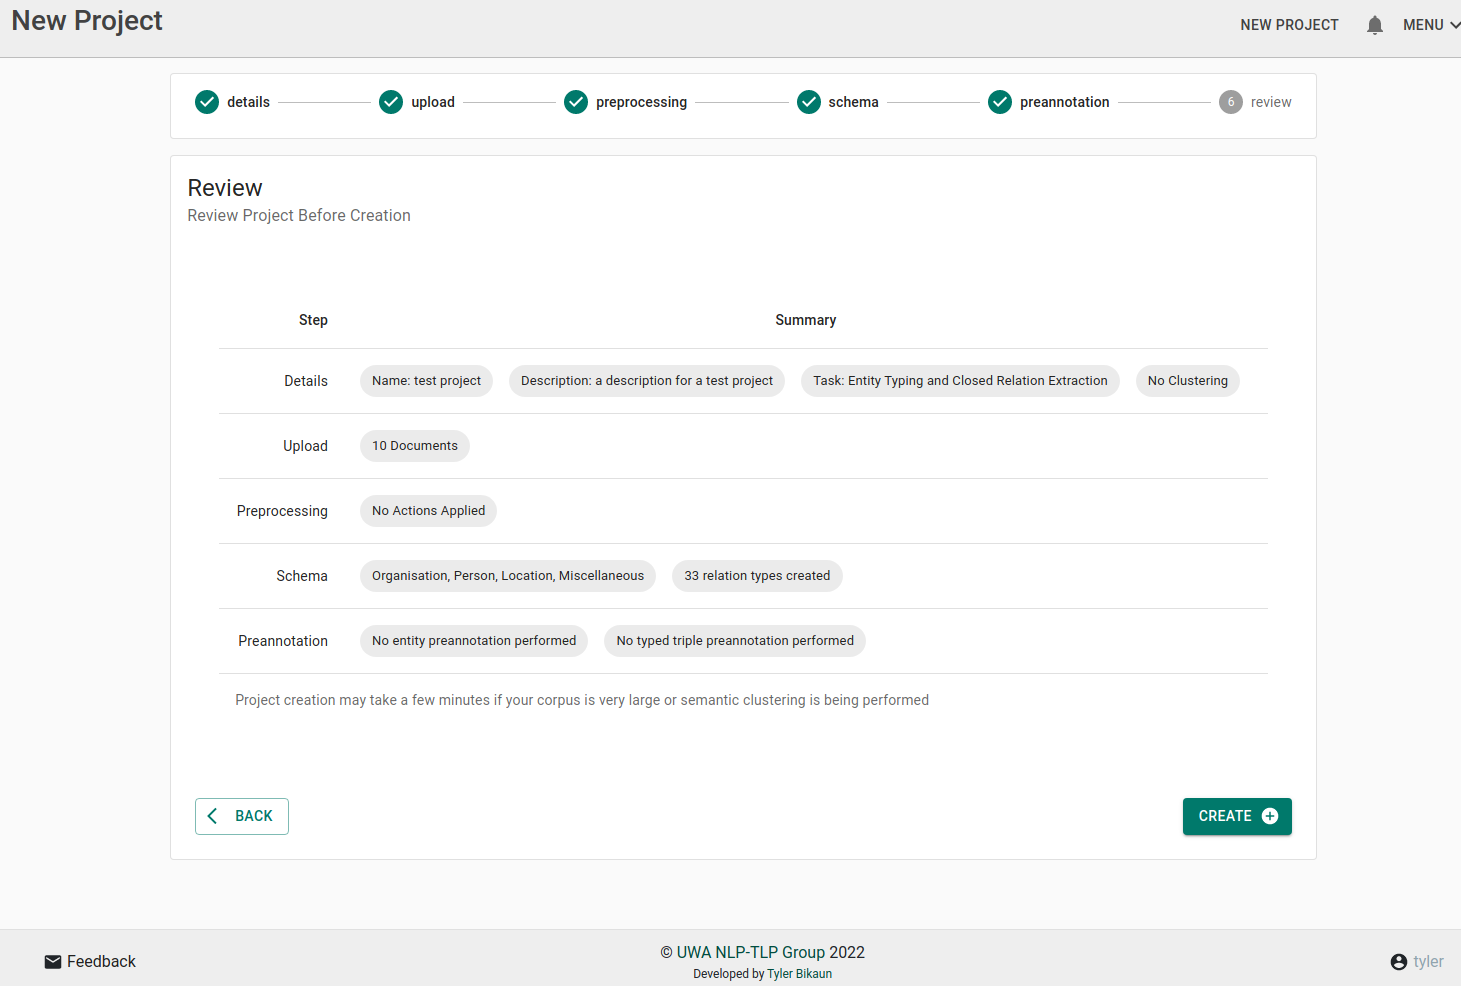 New Project
NEW PROJECT MENU
details upload preprocessing schema preannotation 6 review
Review
Review Project Before Creation
Step Summary
Details Name: test project Description: a description for a test project Task: Entity Typing and Closed Relation Extraction No Clustering
Upload 10 Documents
Preprocessing No Actions Applied
Schema Organisation, Person, Location, Miscellaneous 33 relation types created
Preannotation No entity preannotation performed No typed triple preannotation performed
Project creation may take a few minutes if your corpus is very large or semantic clustering is being performed
BACK CREATE
Feedback © UWA NLP-TLP Group 2022 tyler
Developed by Tyler Bikaun